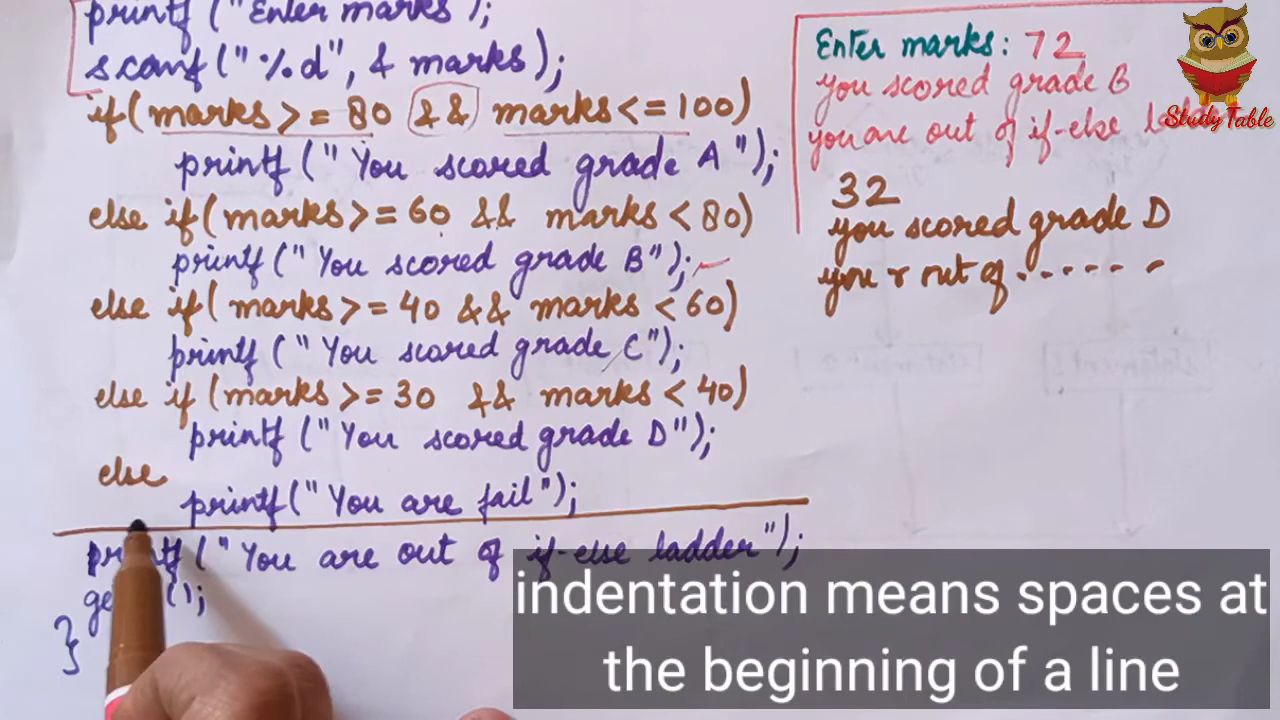 printf ("Enter marks");
scanf ("%d", & marks);
if( marks >= 80 && marks <= 100)
printf (" You scored grade A ");
else if( marks >= 60 && marks < 80)
printf (" You scored grade B");
else if( marks >= 40 && marks < 60)
printf (" You scored grade C");
else if (marks >= 30 && marks < 40)
printf (" You scored grade D");
else
printf(" You are fail");
printf (" You are out of if-else ladder");
();
}
Enter marks: 72
you scored grade B
you are out of if-else
32
you scored grade D
you r out of . - - - - -
Study Table
indentation means spaces at
the beginning of a line